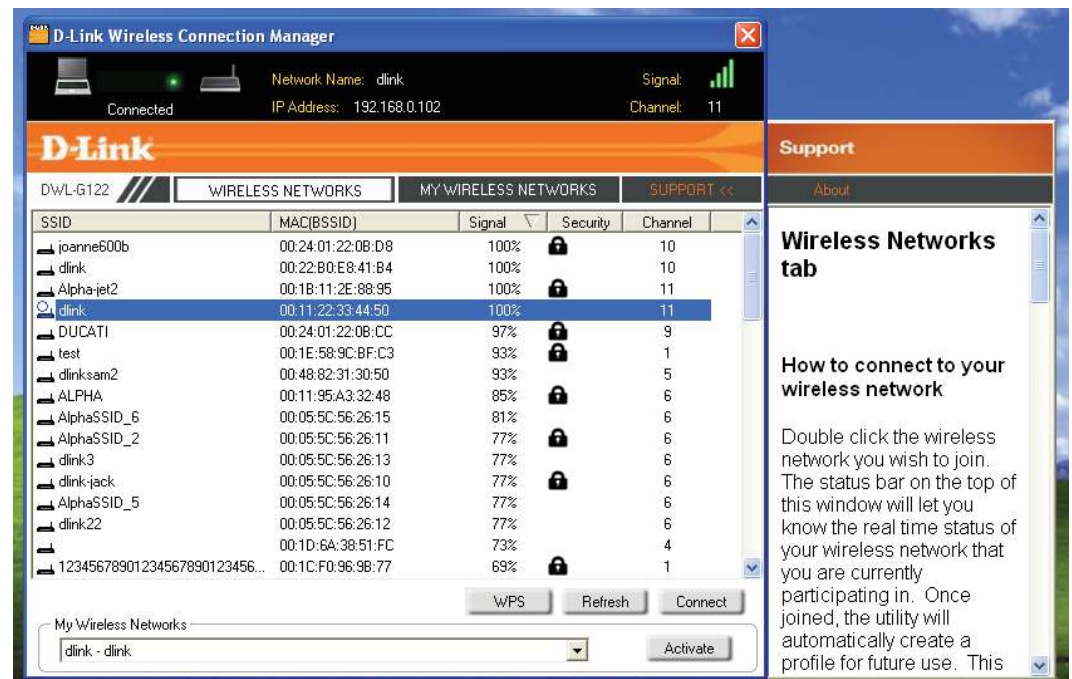 D-Link Wireless Connection Manager
Network Name: dlink Signal:
Connected IP Address: 192.168.0.102 Channel: 11
D-Link
DWL-G122 WIRELESS NETWORKS MY WIRELESS NETWORKS SUPPORT <<
SSID MAC(BSSID) Signal Security Channel
joanne600b 00:24:01:22:0B:D8 100% 10
dlink 00:22:B0:E8:41:B4 100% 10
Alpha-jet2 00:1B:11:2E:88:95 100% 11
dlink 00:11:22:33:44:50 100% 11
DUCATI 00:24:01:22:0B:CC 97% 9
test 00:1E:58:9C:BF:C3 93% 1
dlinksam2 00:48:82:31:30:50 93% 5
ALPHA 00:11:95:A3:32:48 85% 6
AlphaSSID_6 00:05:5C:56:26:15 81% 6
AlphaSSID_2 00:05:5C:56:26:11 77% 6
dlink3 00:05:5C:56:26:13 77% 6
dlink-jack 00:05:5C:56:26:10 77% 6
AlphaSSID_5 00:05:5C:56:26:14 77% 6
dlink22 00:05:5C:56:26:12 77% 6
00:1D:6A:38:51:FC 73% 4
12345678901234567890123456... 00:1C:F0:96:9B:77 69% 1
WPS Refresh Connect
My Wireless Networks
dlink - dlink Activate
Support
About
Wireless Networks
tab
How to connect to your
wireless network
Double click the wireless
network you wish to join.
The status bar on the top of
this window will let you
know the real time status of
your wireless network that
you are currently
participating in. Once
joined, the utility will
automatically create a
profile for future use. This